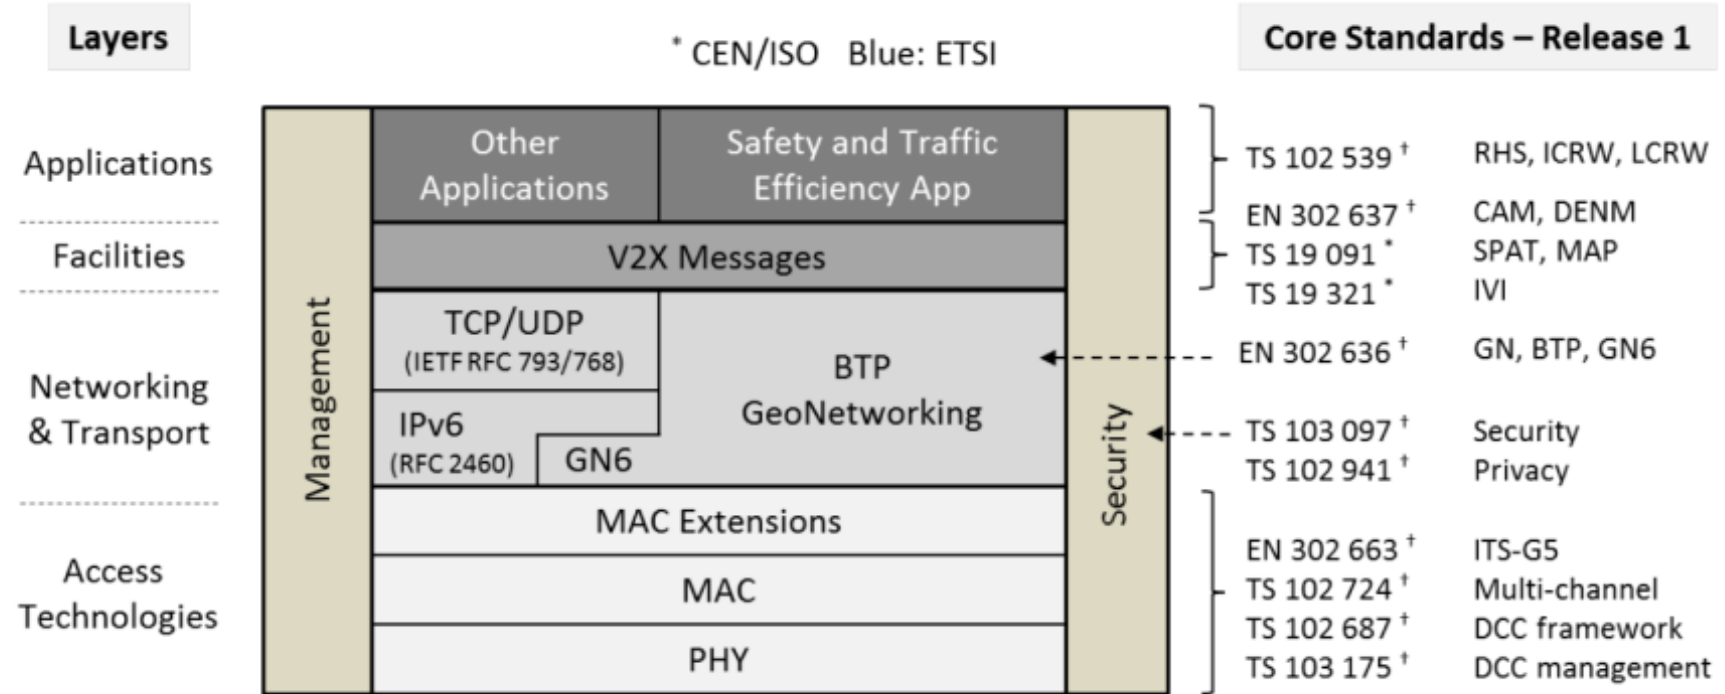 Layers
* CEN/ISO Blue: ETSI
Core Standards – Release 1
Applications
Facilities
Networking
& Transport
Access
Technologies
Management
Other
Applications
Safety and Traffic
Efficiency App
V2X Messages
TCP/UDP
(IETF RFC 793/768)
IPv6
(RFC 2460)
GN6
BTP
GeoNetworking
MAC Extensions
MAC
PHY
Security
TS 102 539 † RHS, ICRW, LCRW
EN 302 637 † CAM, DENM
TS 19 091 * SPAT, MAP
TS 19 321 * IVI
EN 302 636 † GN, BTP, GN6
TS 103 097 † Security
TS 102 941 † Privacy
EN 302 663 † ITS-G5
TS 102 724 † Multi-channel
TS 102 687 † DCC framework
TS 103 175 † DCC management